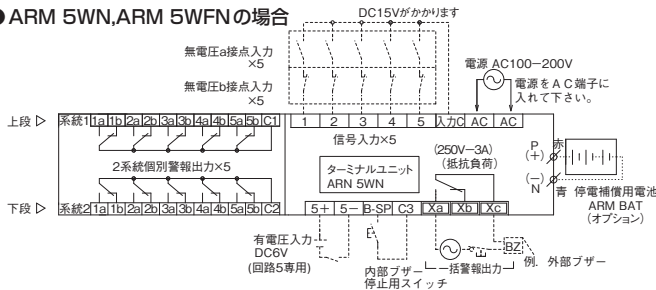 ● ARM 5WN,ARM 5WFNの場合
DC15Vがかかります
無電圧a接点入力
×5
無電圧b接点入力
×5
電源 AC100−200V
電源をAC端子に
入れて下さい。
上段 ▷ 系統1 1a 1b 2a 2b 3a 3b 4a 4b 5a 5b C1
1 2 3 4 5 入力C AC AC
信号入力×5
2系統個別警報出力×5
ターミナルユニット
ARN 5WN
(250V−3A)
(抵抗負荷)
P
(+)
赤
(−)
N
青
停電補償用電池
ARM BAT
(オプション)
下段 ▷ 系統2 1a 1b 2a 2b 3a 3b 4a 4b 5a 5b C2
5+ 5− B-SP C3 Xa Xb Xc
有電圧入力
DC6V
(回路5専用)
内部ブザー
停止用スイッチ
一括警報出力
BZ
例. 外部ブザー